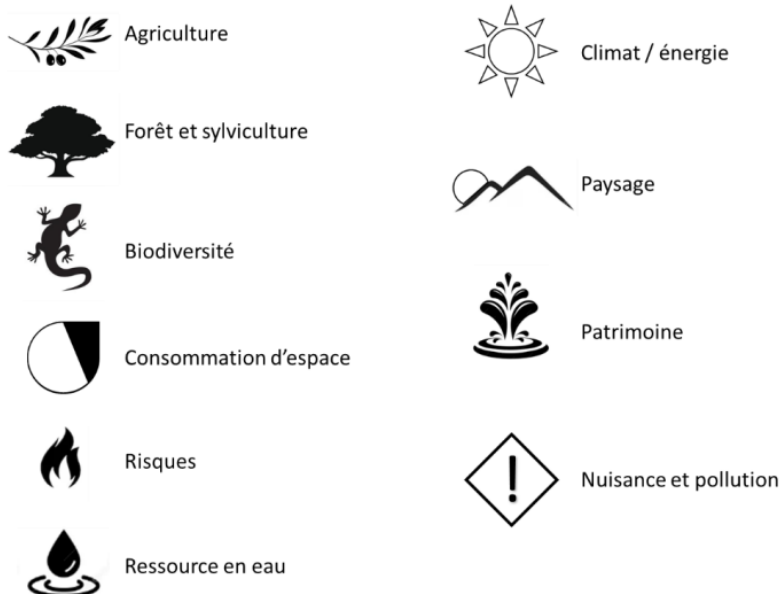 Agriculture
Forêt et sylviculture
Biodiversité
Consommation d'espace
Risques
Ressource en eau
Climat / énergie
Paysage
Patrimoine
!
Nuisance et pollution